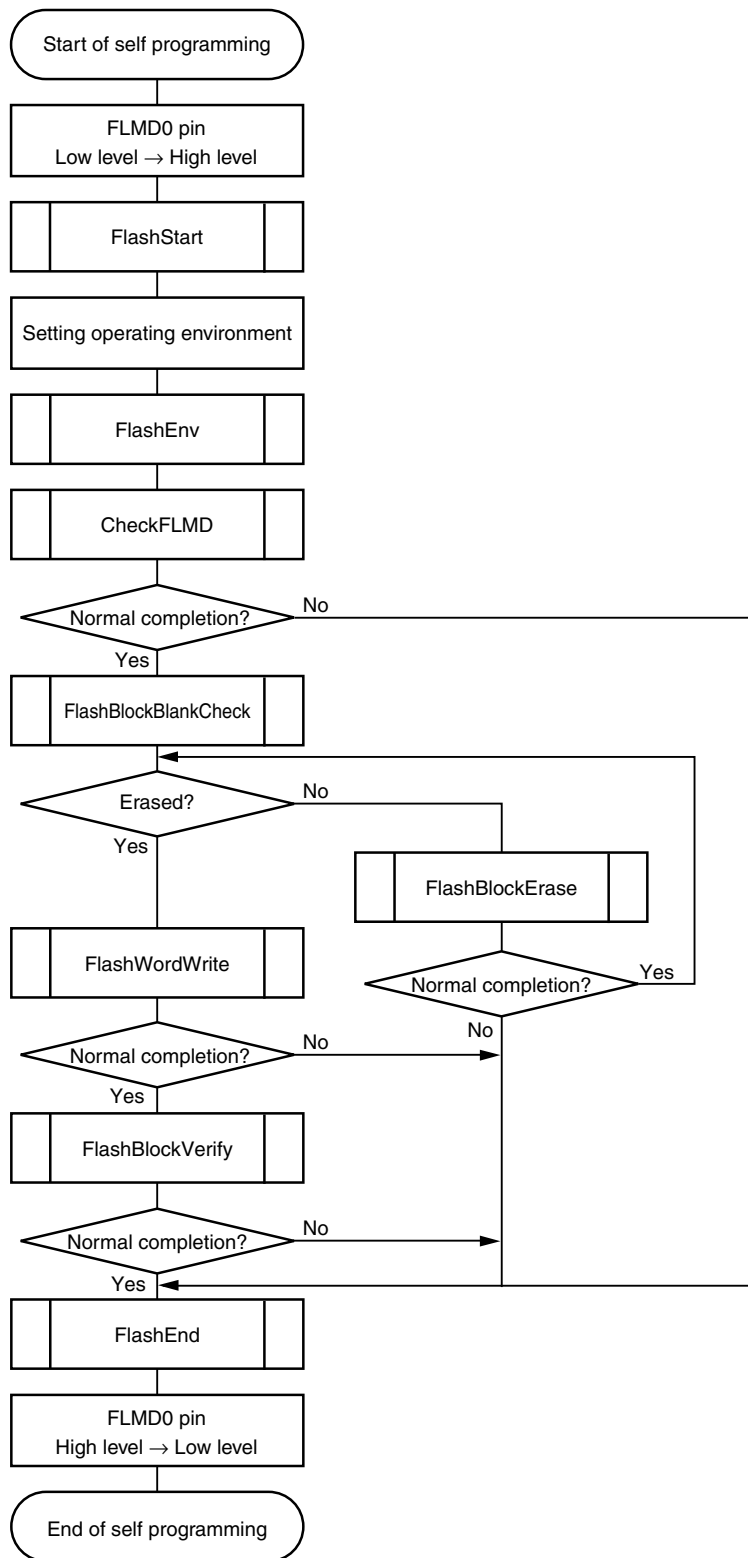 Start of self programming
FLMD0 pin
Low level → High level
FlashStart
Setting operating environment
FlashEnv
CheckFLMD
Normal completion?
No
Yes
FlashBlockBlankCheck
Erased?
No
Yes
FlashBlockErase
FlashWordWrite
Normal completion?
Yes
No
Normal completion?
No
Yes
FlashBlockVerify
Normal completion?
No
Yes
FlashEnd
FLMD0 pin
High level → Low level
End of self programming